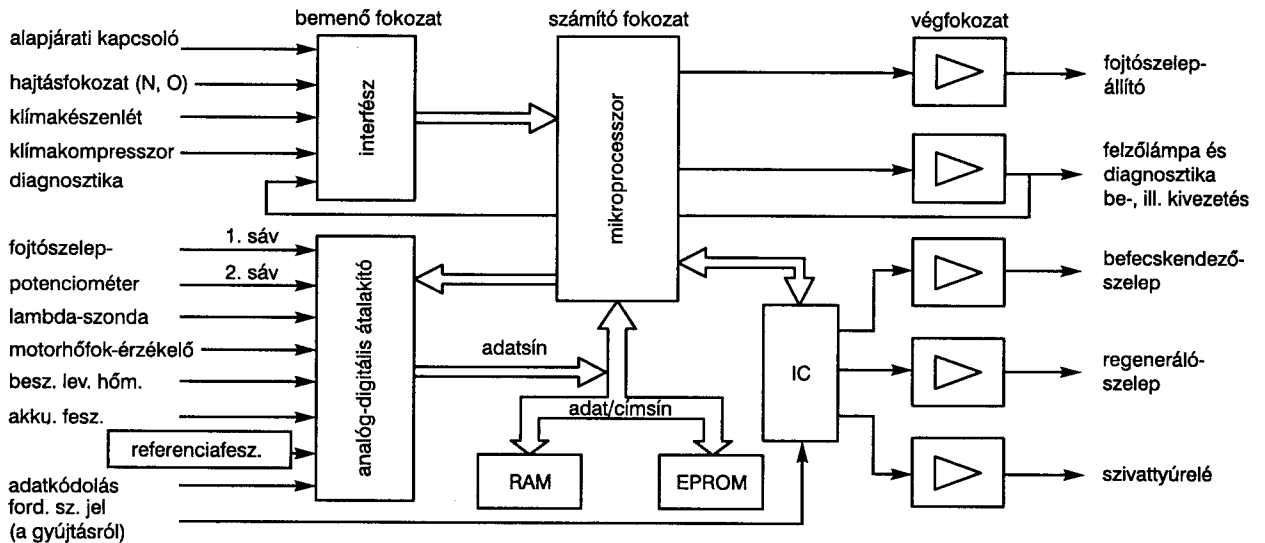 bemenő fokozat
számító fokozat
végfokozat
alapjárati kapcsoló
hajtásfokozat (N, O)
klímakészenlét
klímakompresszor
diagnosztika
interfész
mikroprocesszor
fojtószelep-
állító
felzőlámpa és
diagnosztika
be-, ill. kivezetés
fojtószelep-
1. sáv
potenciométer
2. sáv
lambda-szonda
motorhőfok-érzékelő
besz. lev. hőm.
akku. fesz.
referenciafesz.
adatkódolás
ford. sz. jel
(a gyújtásról)
analóg-digitális átalakító
adatsín
adat/címsín
RAM
EPROM
IC
befecskendező-
szelep
regeneráló-
szelep
szivattyúrelé